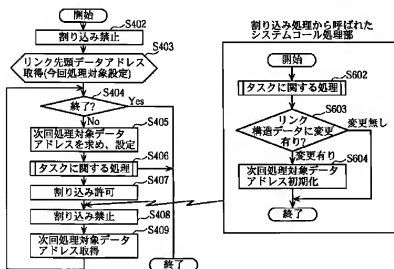 開始
S402
割り込み禁止
S403
リンク先頭データアドレス
取得(今回処理対象設定)
S404
終了?
Yes
No
S405
次回処理対象データ
アドレスを求め、設定
S406
タスクに関する処理
S407
割り込み許可
割り込み禁止
S408
S409
次回処理対象データ
アドレス取得
終了
割り込み処理から呼ばれた
システムコール処理部
開始
S602
タスクに関する処理
S603
リンク
構造データに変更
有り?
変更無し
変更有り
S604
次回処理対象データ
アドレス初期化
終了